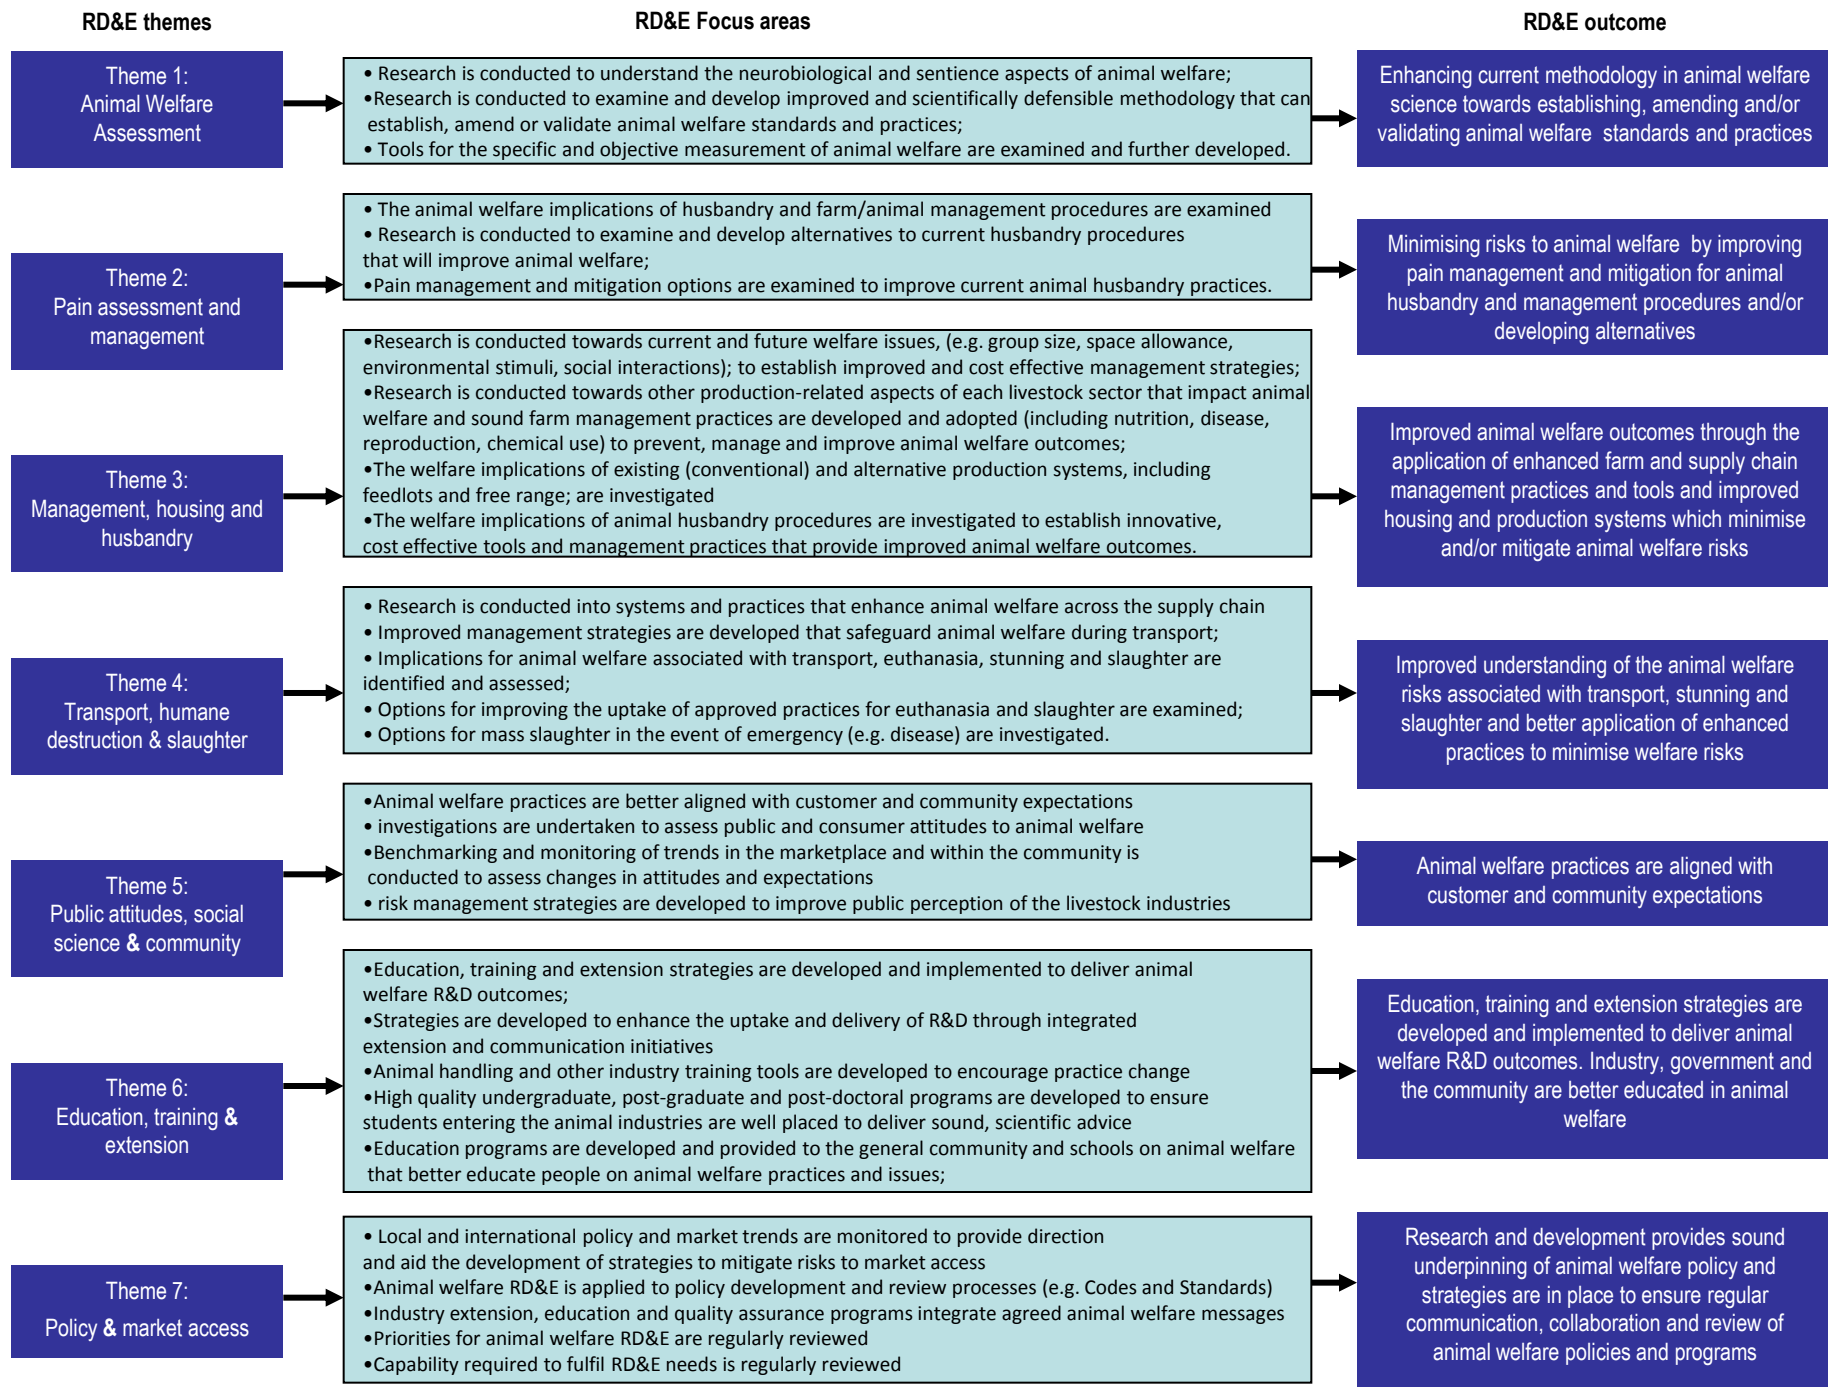 RD&E themes
RD&E Focus areas
RD&E outcome
Theme 1:
Animal Welfare
Assessment
• Research is conducted to understand the neurobiological and sentience aspects of animal welfare;
•Research is conducted to examine and develop improved and scientifically defensible methodology that can
establish, amend or validate animal welfare standards and practices;
• Tools for the specific and objective measurement of animal welfare are examined and further developed.
Enhancing current methodology in animal welfare
science towards establishing, amending and/or
validating animal welfare standards and practices
Theme 2:
Pain assessment and
management
• The animal welfare implications of husbandry and farm/animal management procedures are examined
• Research is conducted to examine and develop alternatives to current husbandry procedures
that will improve animal welfare;
•Pain management and mitigation options are examined to improve current animal husbandry practices.
Minimising risks to animal welfare by improving
pain management and mitigation for animal
husbandry and management procedures and/or
developing alternatives
Theme 3:
Management, housing and
husbandry
•Research is conducted towards current and future welfare issues, (e.g. group size, space allowance,
environmental stimuli, social interactions); to establish improved and cost effective management strategies;
•Research is conducted towards other production-related aspects of each livestock sector that impact animal
welfare and sound farm management practices are developed and adopted (including nutrition, disease,
reproduction, chemical use) to prevent, manage and improve animal welfare outcomes;
•The welfare implications of existing (conventional) and alternative production systems, including
feedlots and free range; are investigated
•The welfare implications of animal husbandry procedures are investigated to establish innovative,
cost effective tools and management practices that provide improved animal welfare outcomes.
Improved animal welfare outcomes through the
application of enhanced farm and supply chain
management practices and tools and improved
housing and production systems which minimise
and/or mitigate animal welfare risks
Theme 4:
Transport, humane
destruction & slaughter
• Research is conducted into systems and practices that enhance animal welfare across the supply chain
• Improved management strategies are developed that safeguard animal welfare during transport;
• Implications for animal welfare associated with transport, euthanasia, stunning and slaughter are
identified and assessed;
• Options for improving the uptake of approved practices for euthanasia and slaughter are examined;
• Options for mass slaughter in the event of emergency (e.g. disease) are investigated.
Improved understanding of the animal welfare
risks associated with transport, stunning and
slaughter and better application of enhanced
practices to minimise welfare risks
Theme 5:
Public attitudes, social
science & community
•Animal welfare practices are better aligned with customer and community expectations
• investigations are undertaken to assess public and consumer attitudes to animal welfare
•Benchmarking and monitoring of trends in the marketplace and within the community is
conducted to assess changes in attitudes and expectations
• risk management strategies are developed to improve public perception of the livestock industries
Animal welfare practices are aligned with
customer and community expectations
Theme 6:
Education, training &
extension
•Education, training and extension strategies are developed and implemented to deliver animal
welfare R&D outcomes;
•Strategies are developed to enhance the uptake and delivery of R&D through integrated
extension and communication initiatives
•Animal handling and other industry training tools are developed to encourage practice change
•High quality undergraduate, post-graduate and post-doctoral programs are developed to ensure
students entering the animal industries are well placed to deliver sound, scientific advice
•Education programs are developed and provided to the general community and schools on animal welfare
that better educate people on animal welfare practices and issues;
Education, training and extension strategies are
developed and implemented to deliver animal
welfare R&D outcomes. Industry, government and
the community are better educated in animal
welfare
Theme 7:
Policy & market access
• Local and international policy and market trends are monitored to provide direction
and aid the development of strategies to mitigate risks to market access
•Animal welfare RD&E is applied to policy development and review processes (e.g. Codes and Standards)
•Industry extension, education and quality assurance programs integrate agreed animal welfare messages
•Priorities for animal welfare RD&E are regularly reviewed
•Capability required to fulfil RD&E needs is regularly reviewed
Research and development provides sound
underpinning of animal welfare policy and
strategies are in place to ensure regular
communication, collaboration and review of
animal welfare policies and programs